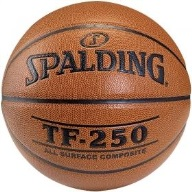 SPALDING
TF-250
ALL SURFACE COMPOSITE